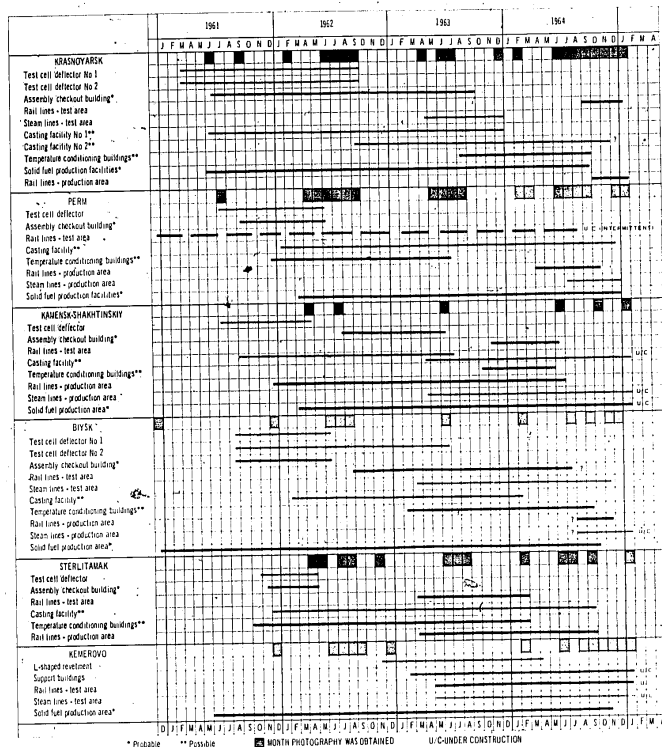 1961 1962 1963 1964
J F M A M J J A S O N D J F M A M J J A S O N D J F M A M J J A S O N D J F M A M J J A S O N D J F M A M J
KRASNOYARSK
Test cell deflector No 1
Test cell deflector No 2
Assembly checkout building*
Rail lines - test area
Steam lines - test area
Casting facility No 1**
Casting facility No 2** ?
Temperature conditioning buildings**
Solid fuel production facilities*
Rail lines - production area
PERM
Test cell deflector
Assembly checkout building*
Rail lines - test area U/C INTERMITTENT
Casting facility**
Temperature conditioning buildings**
Rail lines - production area
Steam lines - production area
Solid fuel production facilities*
KAMENSK-SHAKHTINSKIY
Test cell deflector
Assembly checkout building*
Rail lines - test area
Casting facility** U/C
Temperature conditioning buildings**
Rail lines - production area
Steam lines - production area U/C
Solid fuel production area* U/C
BIYSK
Test cell deflector No 1
Test cell deflector No 2
Assembly checkout building*
Rail lines - test area ?
Steam lines - test area
Casting facility**
Temperature conditioning buildings**
Rail lines - production area ?
Steam lines - production area U/C
Solid fuel production area*
STERLITAMAK
Test cell deflector
Assembly checkout building*
Rail lines - test area
Casting facility**
Temperature conditioning buildings**
Rail lines - production area
KEMEROVO
L-shaped revetment
Support buildings U/C
Rail lines - test area U/C
Steam lines - test area U/C
Solid fuel production area*
D J F M A M J J A S O N D J F M A M J J A S O N D J F M A M J J A S O N D J F M A M J J A S O N D J F M A M J
* Probable ** Possible MONTH PHOTOGRAPHY WAS OBTAINED U/C-UNDER CONSTRUCTION